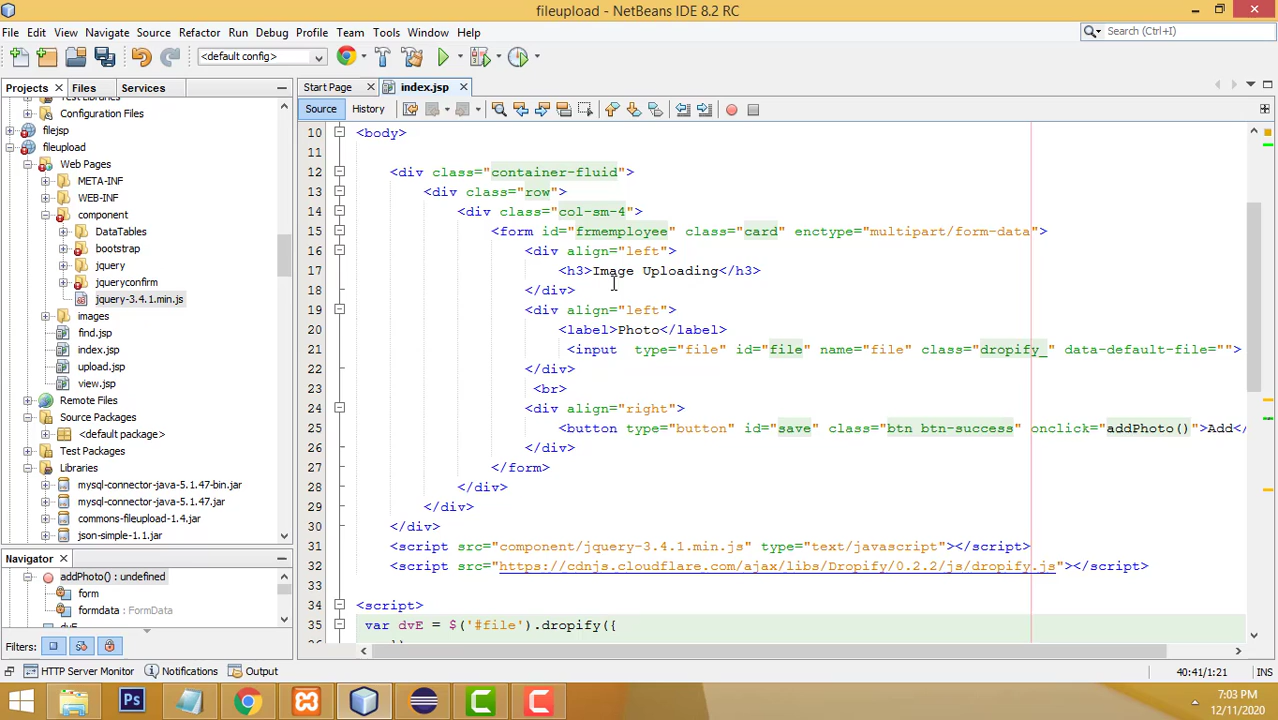 fileupload - NetBeans IDE 8.2 RC
File Edit View Navigate Source Refactor Run Debug Profile Team Tools Window Help
Search (Ctrl+I)
<default config>
Projects Files Services
Start Page index.jsp
Source History
Test Libraries
Configuration Files
filejsp
fileupload
Web Pages
META-INF
WEB-INF
component
DataTables
bootstrap
jquery
jqueryconfirm
jquery-3.4.1.min.js
images
find.jsp
index.jsp
upload.jsp
view.jsp
Remote Files
Source Packages
<default package>
Test Packages
Libraries
mysql-connector-java-5.1.47-bin.jar
mysql-connector-java-5.1.47.jar
commons-fileupload-1.4.jar
json-simple-1.1.jar
Navigator
addPhoto() : undefined
form
formdata : FormData
dvE
Filters:
10 <body>
11
12 <div class="container-fluid">
13 <div class="row">
14 <div class="col-sm-4">
15 <form id="frmemployee" class="card" enctype="multipart/form-data">
16 <div align="left">
17 <h3>Image Uploading</h3>
18 </div>
19 <div align="left">
20 <label>Photo</label>
21 <input type="file" id="file" name="file" class="dropify_" data-default-file="">
22 </div>
23 <br>
24 <div align="right">
25 <button type="button" id="save" class="btn btn-success" onclick="addPhoto()">Add</
26 </div>
27 </form>
28 </div>
29 </div>
30 </div>
31 <script src="component/jquery-3.4.1.min.js" type="text/javascript"></script>
32 <script src="https://cdnjs.cloudflare.com/ajax/libs/Dropify/0.2.2/js/dropify.js"></script>
33
34 <script>
35 var dvE = $('#file').dropify({
HTTP Server Monitor Notifications Output
40:41/1:21 INS
Ps
7:03 PM
12/11/2020